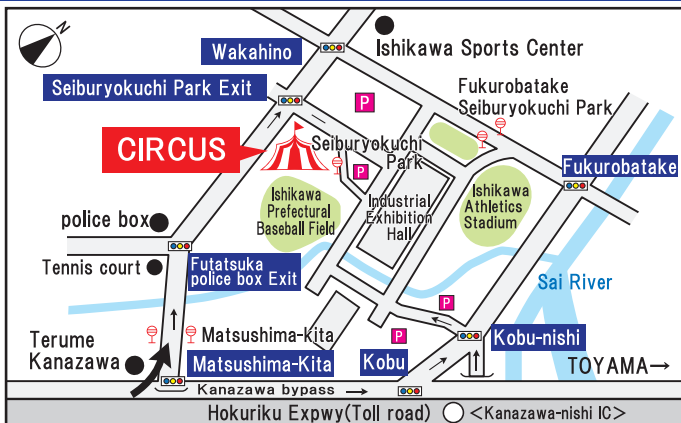 N
Ishikawa Sports Center
Wakahino
Seiburyokuchi Park Exit
P
Fukurobatake
Seiburyokuchi Park
CIRCUS
Seiburyokuchi
Park
P
Fukurobatake
Ishikawa
Prefectural
Baseball Field
Industrial
Exhibition
Hall
Ishikawa
Athletics
Stadium
police box
Tennis court
Futatsuka
police box Exit
Sai River
P
Terume
Kanazawa
Matsushima-kita
P
Kobu-nishi
Matsushima-Kita
Kobu
TOYAMA→
Kanazawa bypass
Hokuriku Expwy(Toll road)
<Kanazawa-nishi IC>